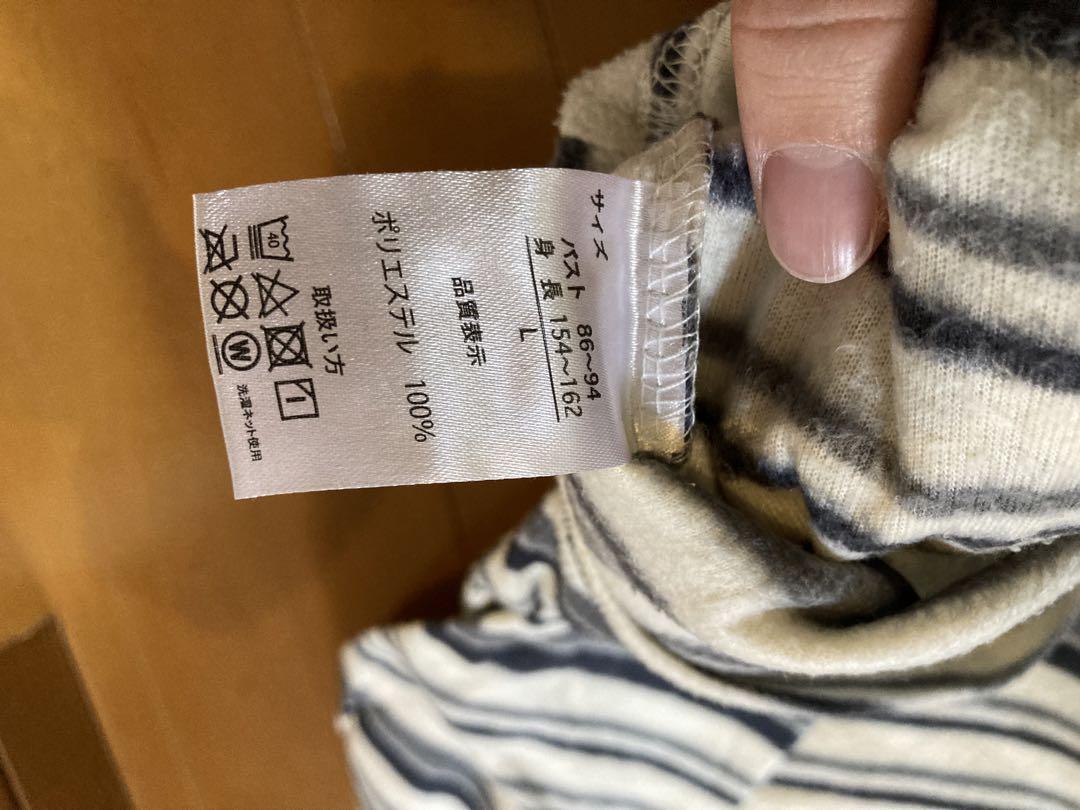 サイズ
バスト 86〜94
身 長 154〜162
L
品質表示
ポリエステル 100%
取扱い方
40
W
洗濯ネット使用